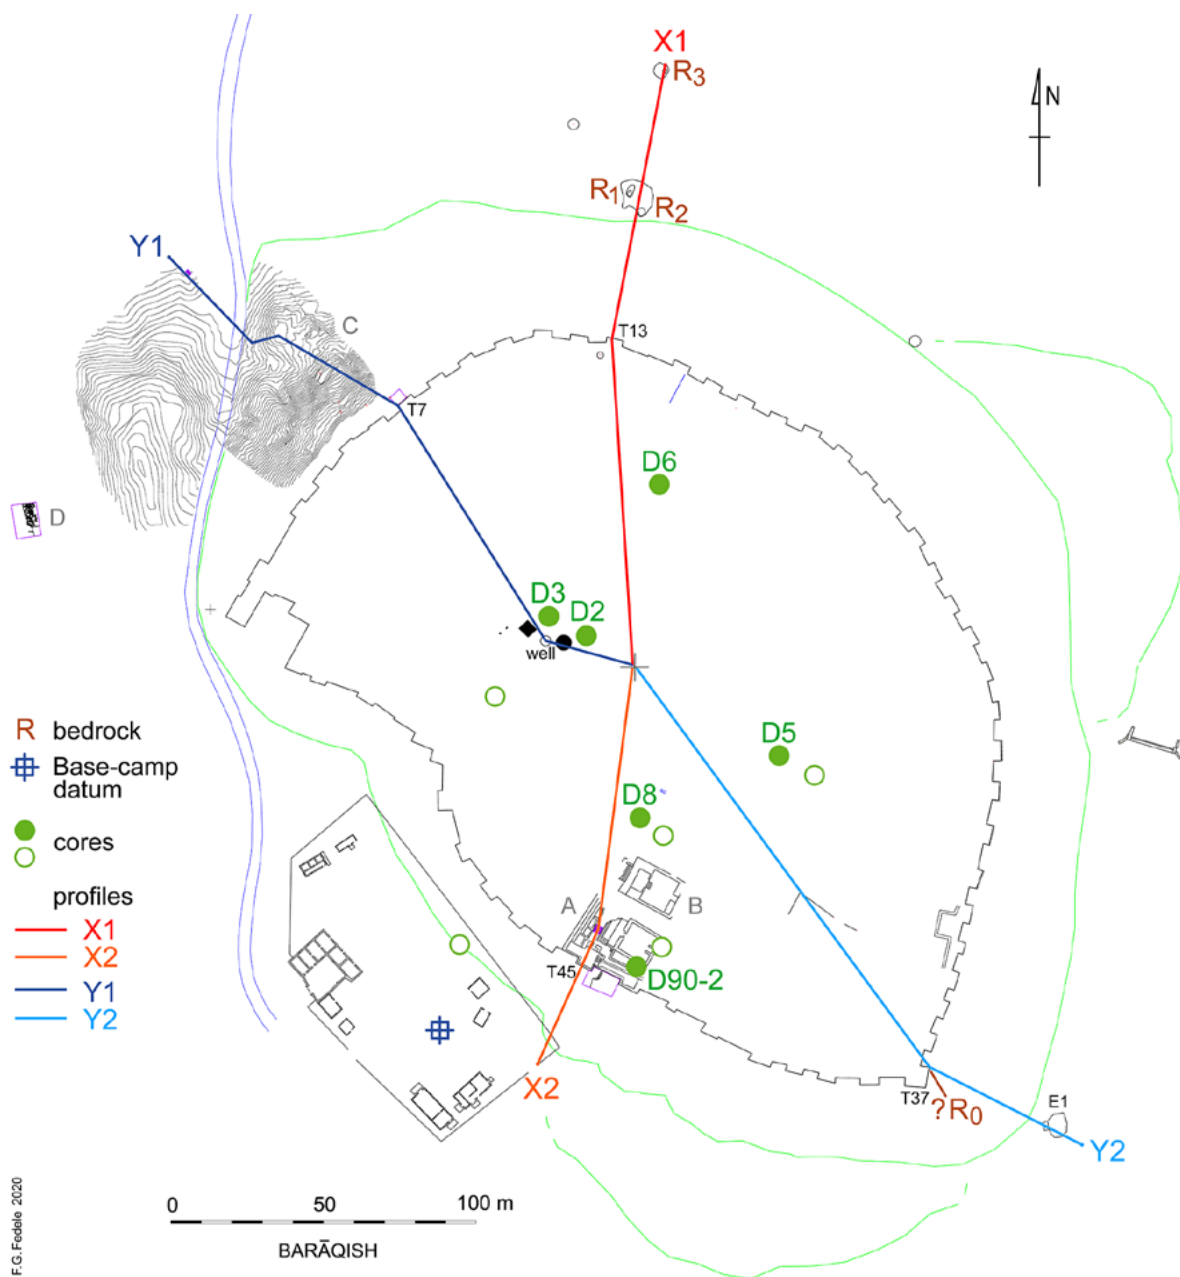 X1
R3
N
R1
R2
Y1
C
T13
T7
D6
D
D3
D2
well
D5
R bedrock
Base-camp
datum
cores
profiles
X1
X2
Y1
Y2
D8
A
B
T45
D90-2
X2
T37
?R0
E1
Y2
0 50 100 m
BARĀQISH
F.G. Fedele 2020